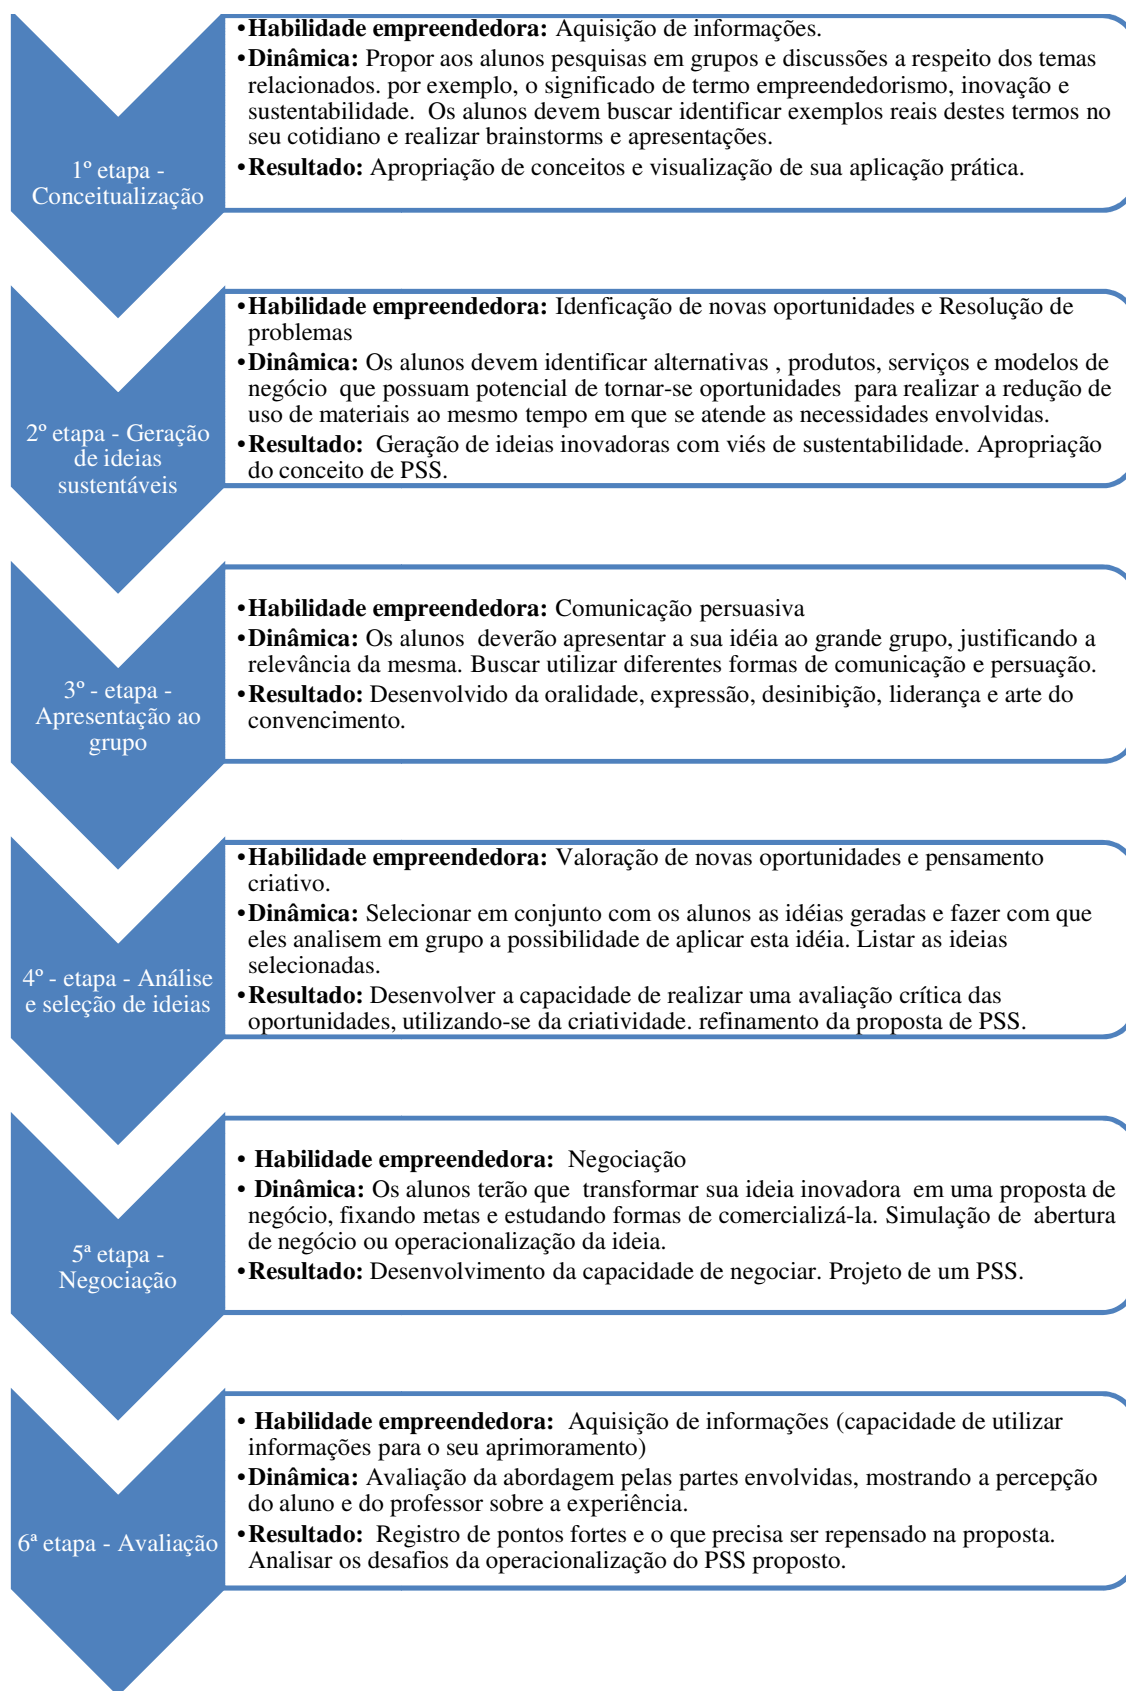 •Habilidade empreendedora: Aquisição de informações.
•Dinâmica: Propor aos alunos pesquisas em grupos e discussões a respeito dos temas
relacionados. por exemplo, o significado de termo empreendedorismo, inovação e
sustentabilidade.  Os alunos devem buscar identificar exemplos reais destes termos no
seu cotidiano e realizar brainstorms e apresentações.
•Resultado: Apropriação de conceitos e visualização de sua aplicação prática.
1º etapa -
Conceitualização
•Habilidade empreendedora: Idenficação de novas oportunidades e Resolução de
problemas
•Dinâmica: Os alunos devem identificar alternativas , produtos, serviços e modelos de
negócio  que possuam potencial de tornar-se oportunidades  para realizar a redução de
uso de materiais ao mesmo tempo em que se atende as necessidades envolvidas.
•Resultado:  Geração de ideias inovadoras com viés de sustentabilidade. Apropriação
do conceito de PSS.
2º etapa - Geração
de ideias
sustentáveis
•Habilidade empreendedora: Comunicação persuasiva
•Dinâmica: Os alunos  deverão apresentar a sua idéia ao grande grupo, justificando a
relevância da mesma. Buscar utilizar diferentes formas de comunicação e persuação.
•Resultado: Desenvolvido da oralidade, expressão, desinibição, liderança e arte do
convencimento.
3º - etapa -
Apresentação ao
grupo
•Habilidade empreendedora: Valoração de novas oportunidades e pensamento
criativo.
•Dinâmica: Selecionar em conjunto com os alunos as idéias geradas e fazer com que
eles analisem em grupo a possibilidade de aplicar esta idéia. Listar as ideias
selecionadas.
•Resultado: Desenvolver a capacidade de realizar uma avaliação crítica das
oportunidades, utilizando-se da criatividade. refinamento da proposta de PSS.
4º - etapa - Análise
e seleção de ideias
• Habilidade empreendedora:  Negociação
• Dinâmica: Os alunos terão que  transformar sua ideia inovadora  em uma proposta de
negócio, fixando metas e estudando formas de comercializá-la. Simulação de  abertura
de negócio ou operacionalização da ideia.
•Resultado: Desenvolvimento da capacidade de negociar. Projeto de um PSS.
5ª etapa -
Negociação
• Habilidade empreendedora:  Aquisição de informações (capacidade de utilizar
informações para o seu aprimoramento)
•Dinâmica: Avaliação da abordagem pelas partes envolvidas, mostrando a percepção
do aluno e do professor sobre a experiência.
•Resultado:  Registro de pontos fortes e o que precisa ser repensado na proposta.
Analisar os desafios da operacionalização do PSS proposto.
6ª etapa - Avaliação